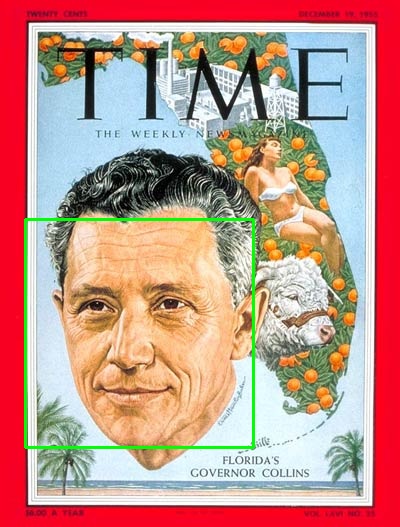 TWENTY CENTS
DECEMBER 19, 1955
TIME
THE WEEKLY NEWSMAGAZINE
FLORIDA'S
GOVERNOR COLLINS
$6.00 A YEAR
VOL. LXVI NO. 25